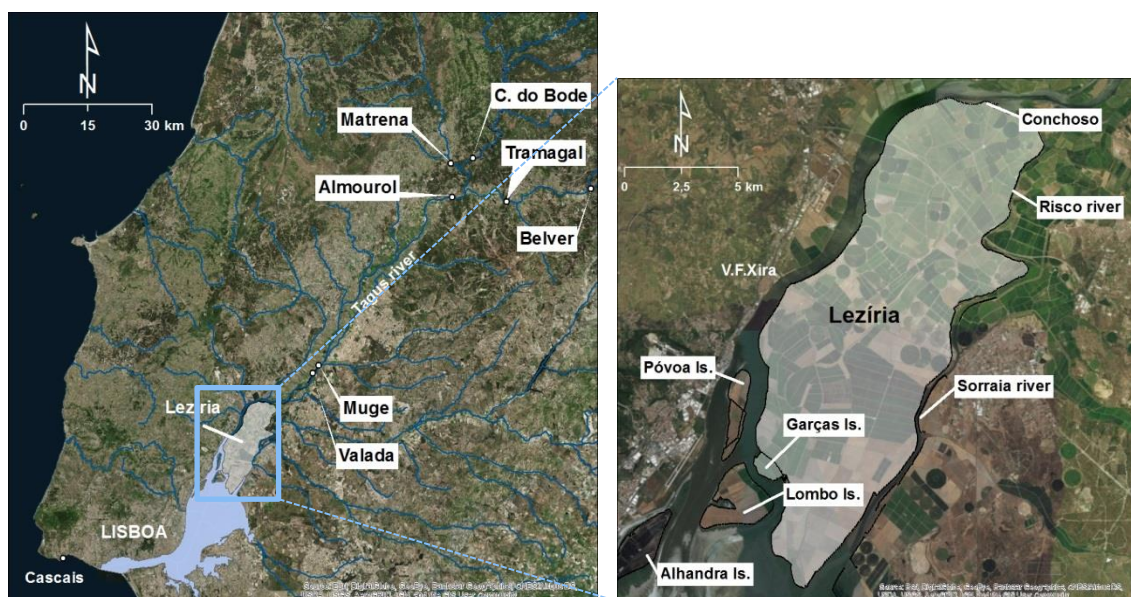 N
0 15 30 km
C. do Bode
Matrena
Tramagal
Almourol
Belver
Tagus river
Muge
Lezíria
Valada
LISBOA
Cascais
N
0 2,5 5 km
Conchoso
Risco river
V.F.Xira
Lezíria
Póvoa Is.
Sorraia river
Garças Is.
Lombo Is.
Alhandra Is.